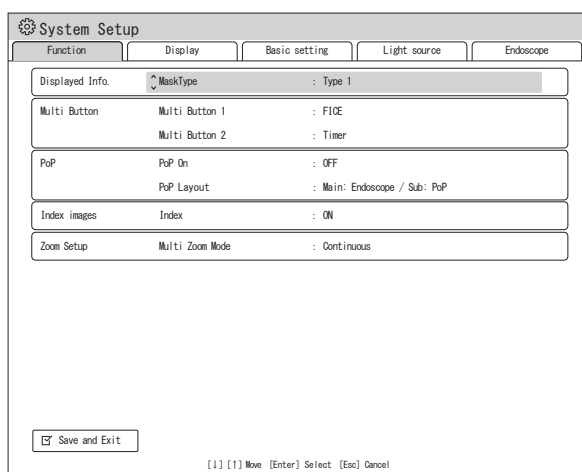 System Setup
Function Display Basic setting Light source Endoscope
Displayed Info. MaskType : Type 1
Multi Button Multi Button 1 : FICE
Multi Button 2 : Timer
PoP PoP On : OFF
PoP Layout : Main: Endoscope / Sub: PoP
Index images Index : ON
Zoom Setup Multi Zoom Mode : Continuous
Save and Exit
[↓] [↑] Move [Enter] Select [Esc] Cancel